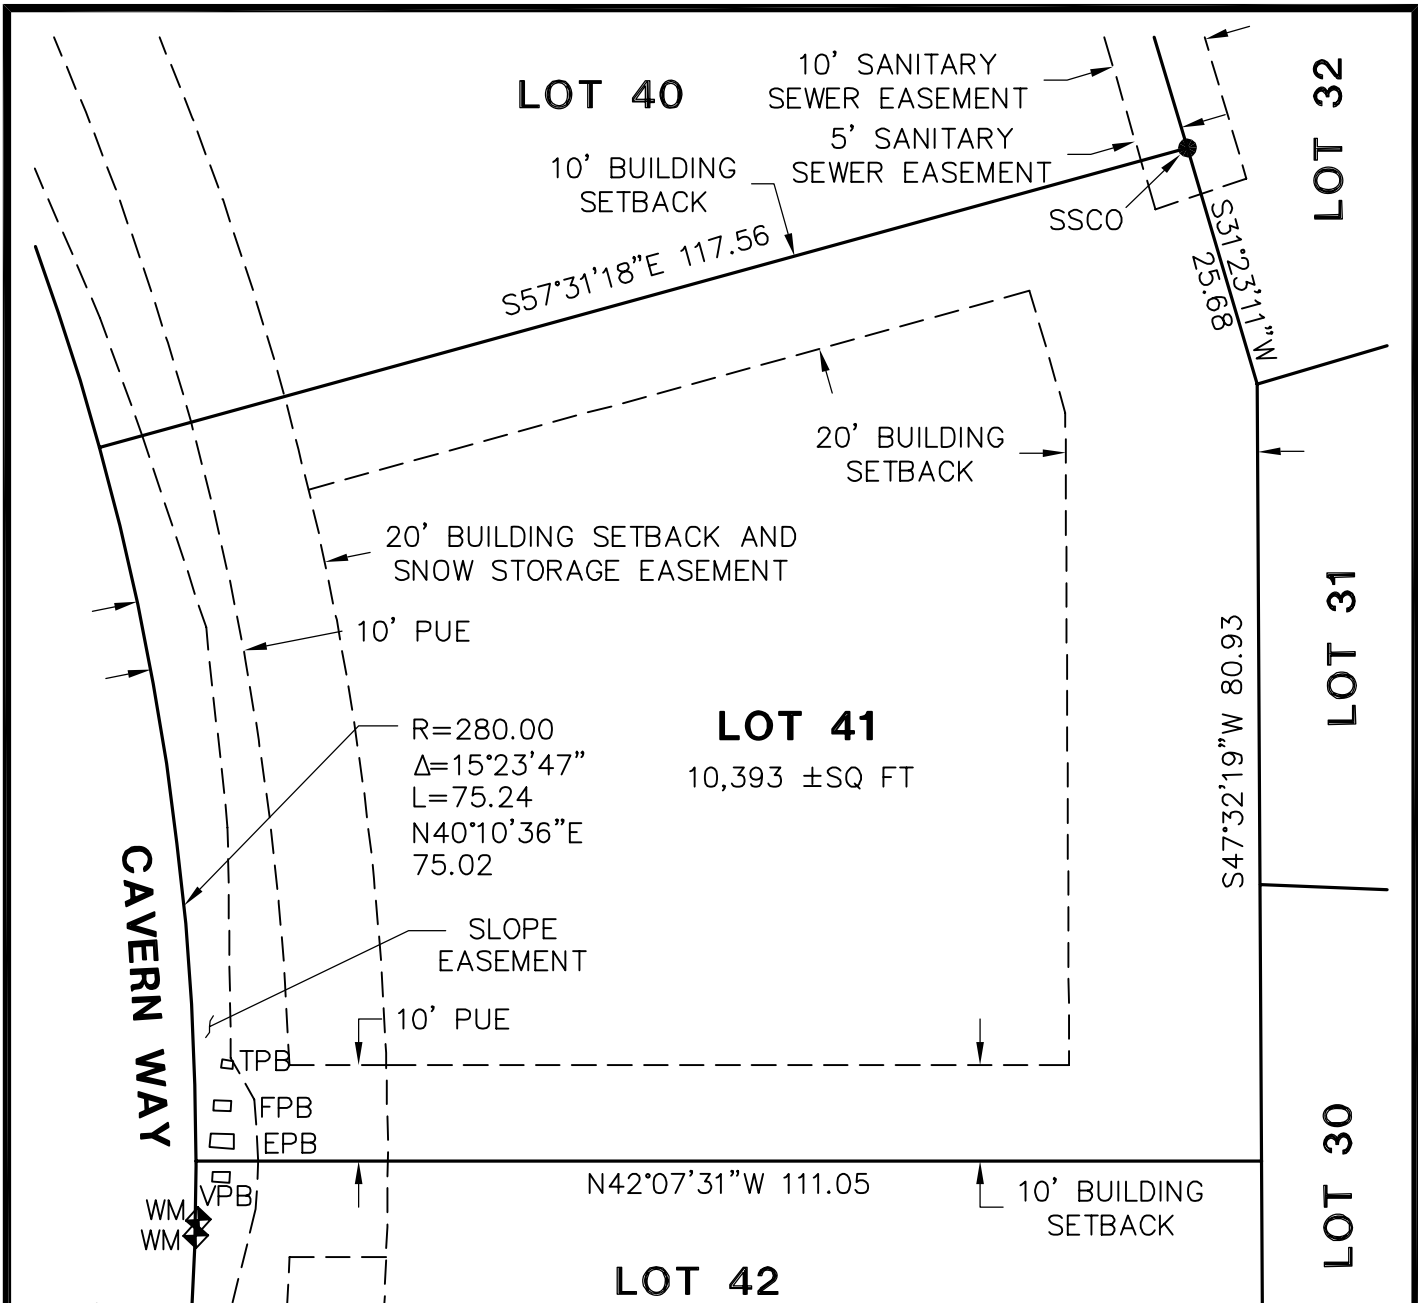 LOT 40
10' SANITARY
SEWER EASEMENT
5' SANITARY
SEWER EASEMENT
LOT 32
10' BUILDING
SETBACK
SSCO
S57°31'18"E 117.56
S31°23'11"W
25.68
20' BUILDING
SETBACK
20' BUILDING SETBACK AND
SNOW STORAGE EASEMENT
10' PUE
LOT 31
S47°32'19"W 80.93
R=280.00
Δ=15°23'47"
L=75.24
N40°10'36"E
75.02
LOT 41
10,393 ±SQ FT
CAVERN WAY
SLOPE
EASEMENT
10' PUE
TPB
FPB
EPB
VPB
WM
WM
N42°07'31"W 111.05
10' BUILDING
SETBACK
LOT 30
LOT 42